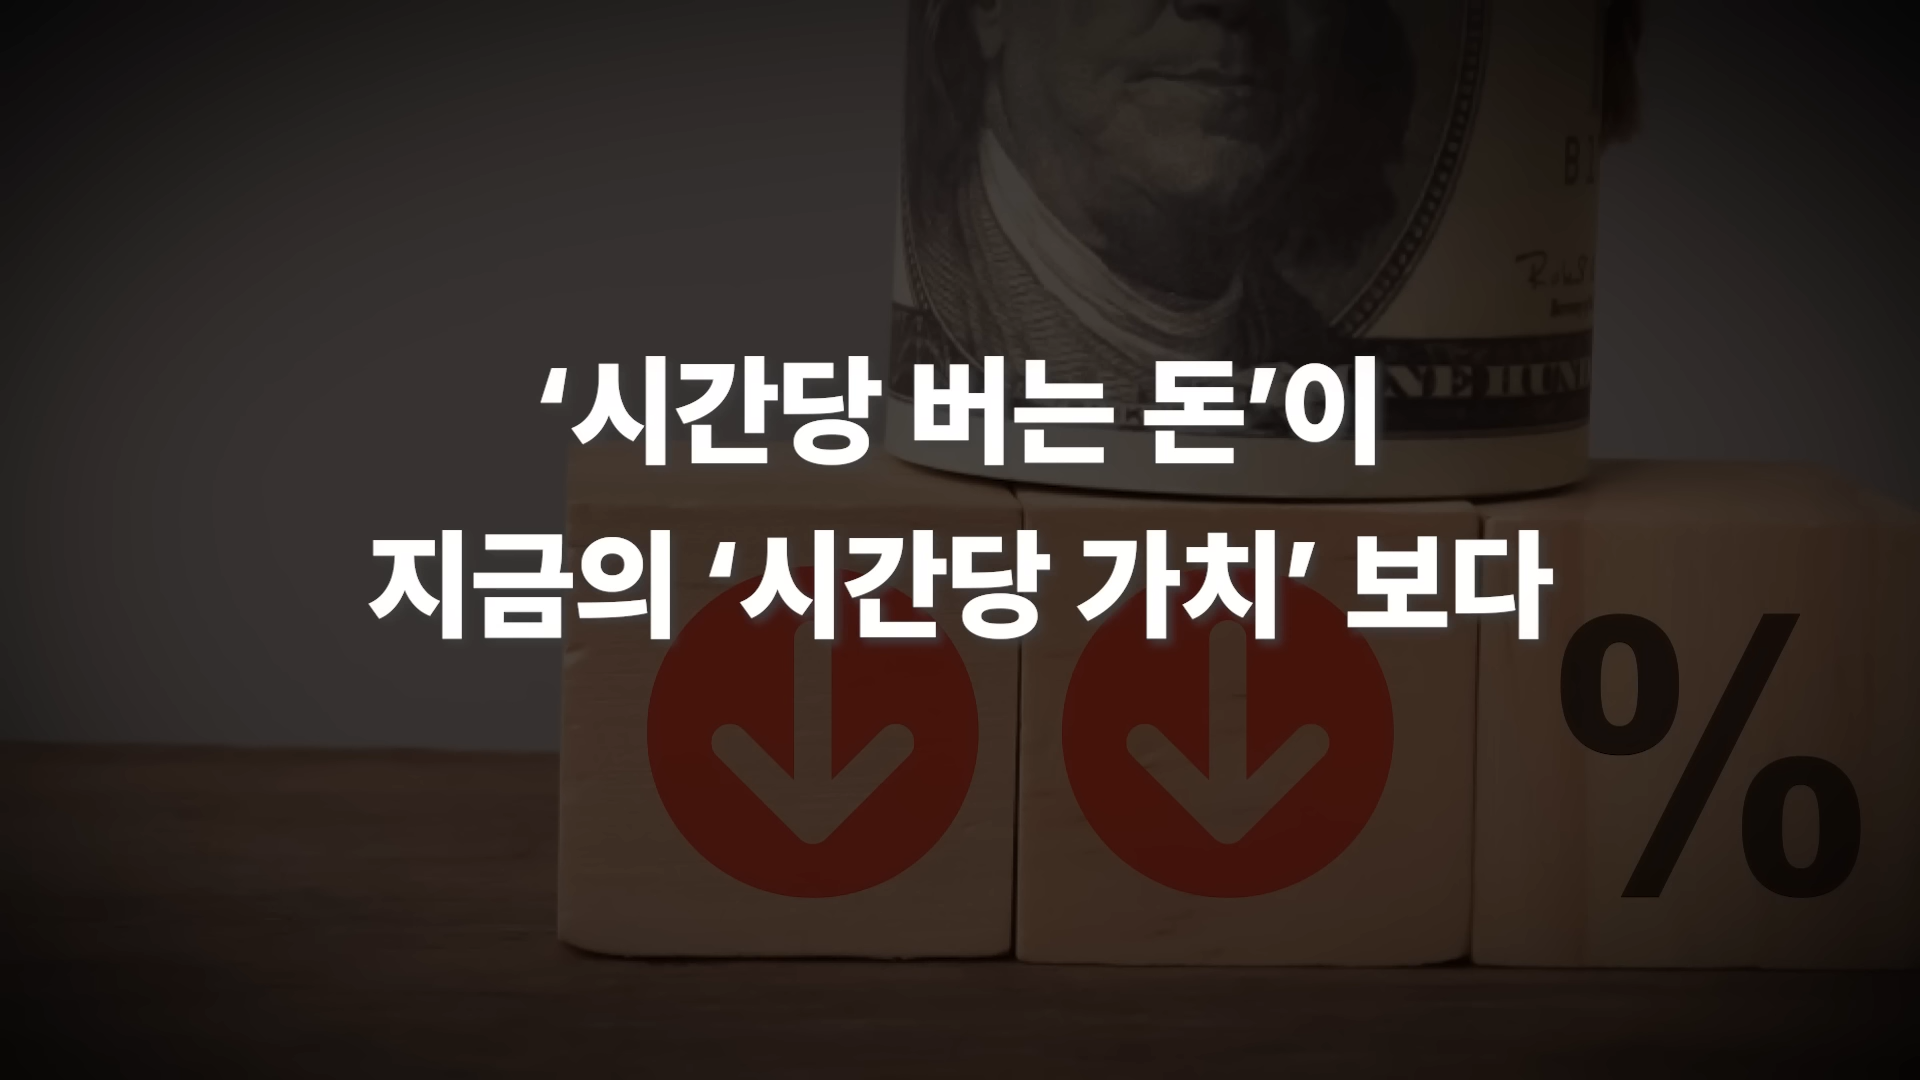 ‘시간당 버는 돈’이
지금의 ‘시간당 가치’ 보다
%